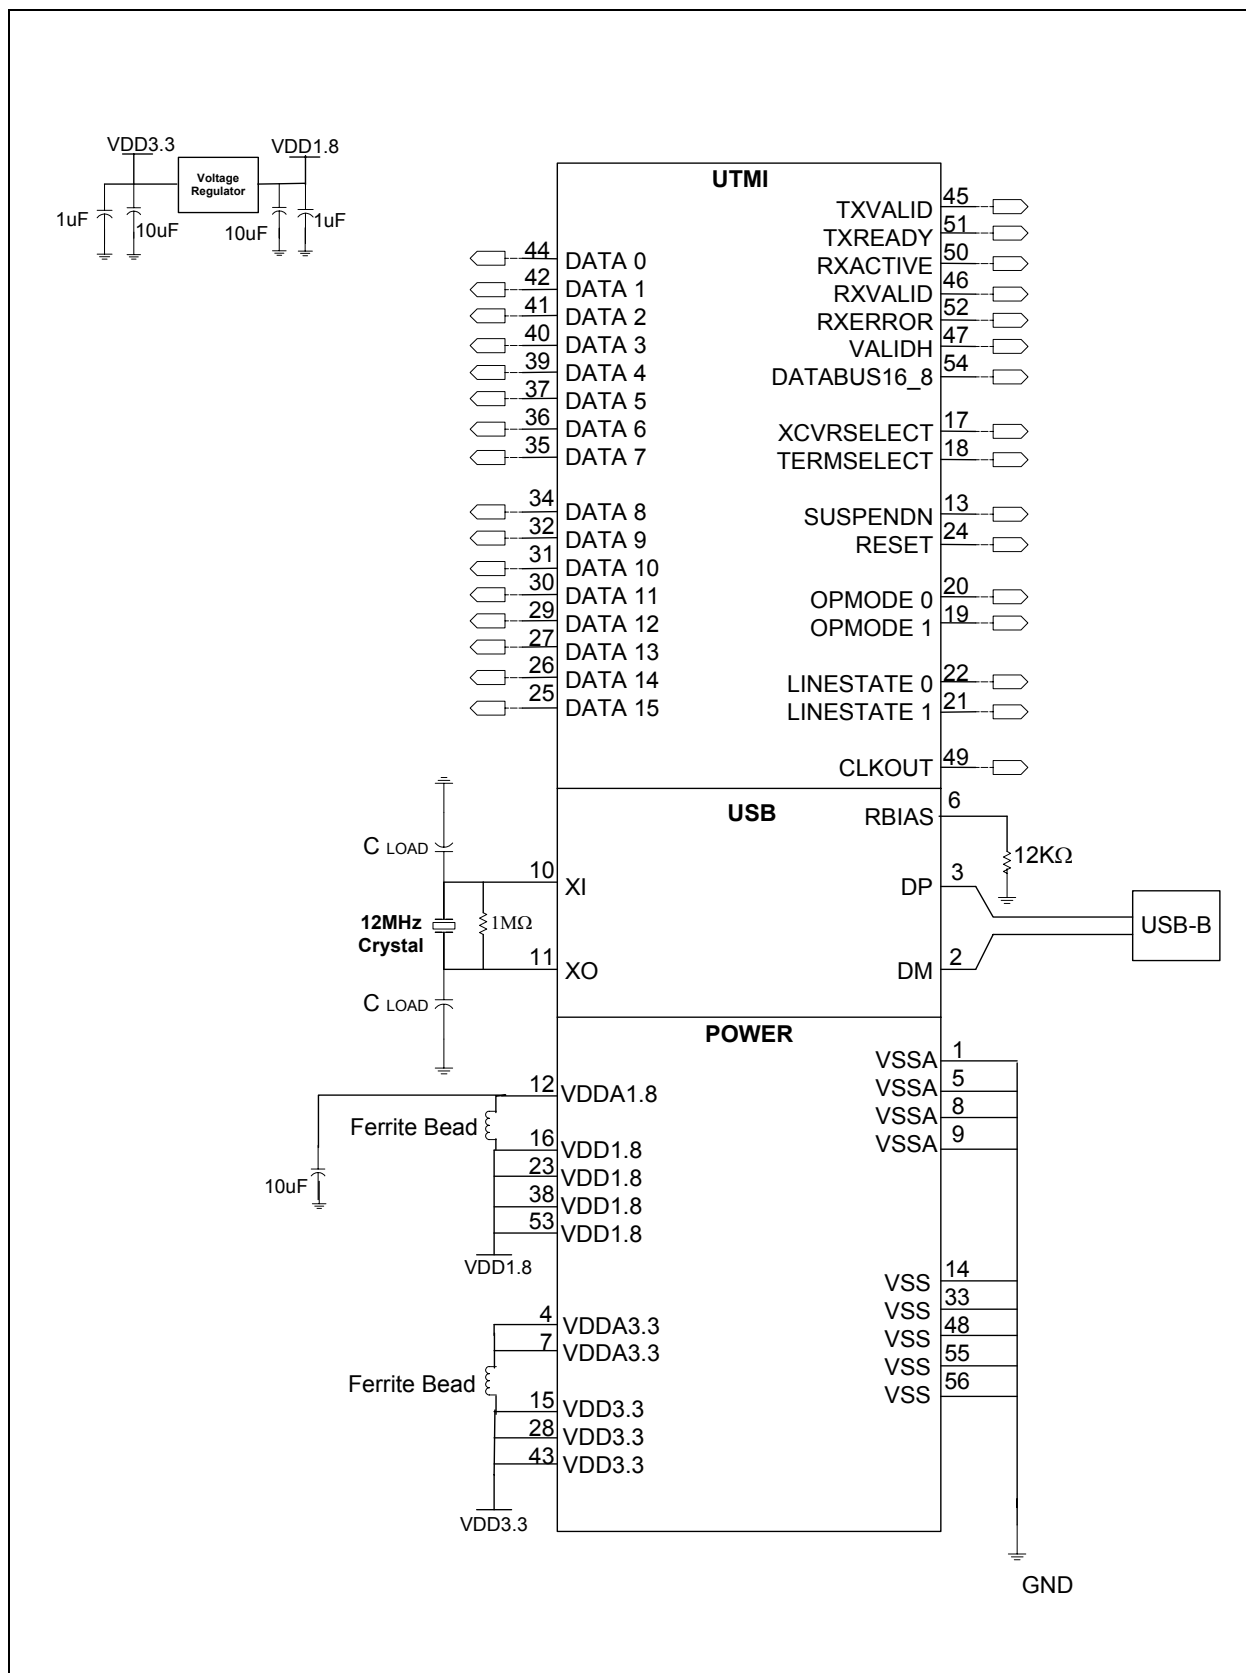 VDD3.3
VDD1.8
Voltage
Regulator
1uF
10uF
10uF
1uF
UTMI
44 DATA 0
42 DATA 1
41 DATA 2
40 DATA 3
39 DATA 4
37 DATA 5
36 DATA 6
35 DATA 7
34 DATA 8
32 DATA 9
31 DATA 10
30 DATA 11
29 DATA 12
27 DATA 13
26 DATA 14
25 DATA 15
TXVALID 45
TXREADY 51
RXACTIVE 50
RXVALID 46
RXERROR 52
VALIDH 47
DATABUS16_8 54
XCVRSELECT 17
TERMSELECT 18
SUSPENDN 13
RESET 24
OPMODE 0 20
OPMODE 1 19
LINESTATE 0 22
LINESTATE 1 21
CLKOUT 49
USB
C LOAD
10 XI
12MHz
Crystal
1MΩ
11 XO
C LOAD
RBIAS 6
12KΩ
DP 3
USB-B
DM 2
POWER
12 VDDA1.8
Ferrite Bead
16 VDD1.8
23 VDD1.8
38 VDD1.8
53 VDD1.8
10uF
VDD1.8
4 VDDA3.3
7 VDDA3.3
Ferrite Bead
15 VDD3.3
28 VDD3.3
43 VDD3.3
VDD3.3
VSSA 1
VSSA 5
VSSA 8
VSSA 9
VSS 14
VSS 33
VSS 48
VSS 55
VSS 56
GND